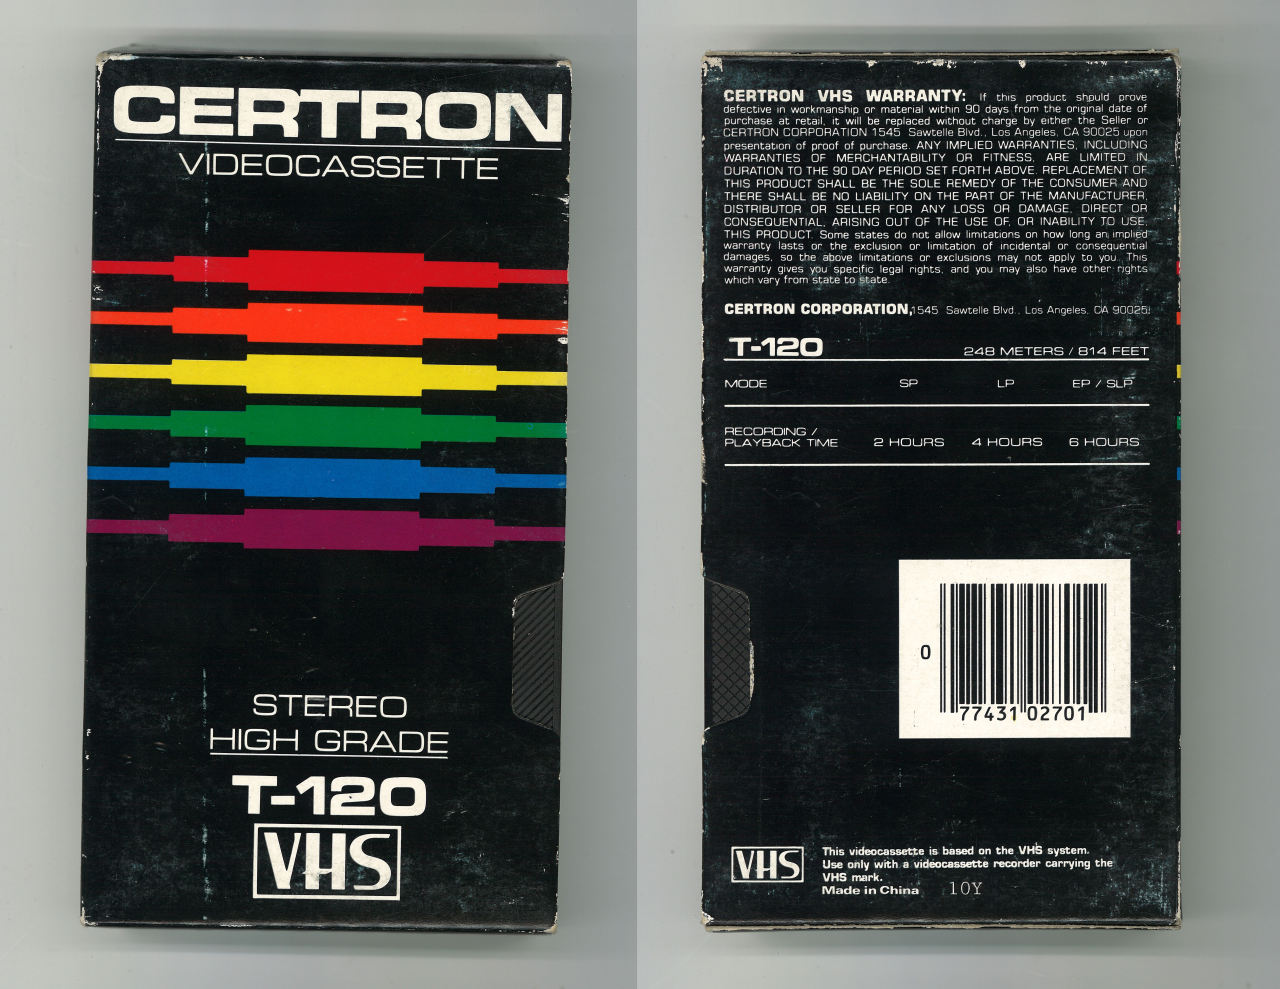 CERTRON
VIDEOCASSETTE
STEREO
HIGH GRADE
T-120
VHS
CERTRON VHS WARRANTY: If this product should prove
defective in workmanship or material within 90 days from the original date of
purchase at retail, it will be replaced without charge by either the Seller or
CERTRON CORPORATION 1545 Sawtelle Blvd., Los Angeles, CA 90025 upon
presentation of proof of purchase. ANY IMPLIED WARRANTIES, INCLUDING
WARRANTIES OF MERCHANTABILITY OR FITNESS, ARE LIMITED IN
DURATION TO THE 90 DAY PERIOD SET FORTH ABOVE. REPLACEMENT OF
THIS PRODUCT SHALL BE THE SOLE REMEDY OF THE CONSUMER AND
THERE SHALL BE NO LIABILITY ON THE PART OF THE MANUFACTURER,
DISTRIBUTOR OR SELLER FOR ANY LOSS OR DAMAGE, DIRECT OR
CONSEQUENTIAL, ARISING OUT OF THE USE OF, OR INABILITY TO USE,
THIS PRODUCT. Some states do not allow limitations on how long an implied
warranty lasts or the exclusion or limitation of incidental or consequential
damages, so the above limitations or exclusions may not apply to you. This
warranty gives you specific legal rights, and you may also have other rights
which vary from state to state.
CERTRON CORPORATION, 1545 Sawtelle Blvd., Los Angeles, CA 90025
T-120 248 METERS / 814 FEET
MODE SP LP EP / SLP
RECORDING /
PLAYBACK TIME 2 HOURS 4 HOURS 6 HOURS
0 77431 02701
VHS
This videocassette is based on the VHS system.
Use only with a videocassette recorder carrying the
VHS mark.
Made in China 10Y